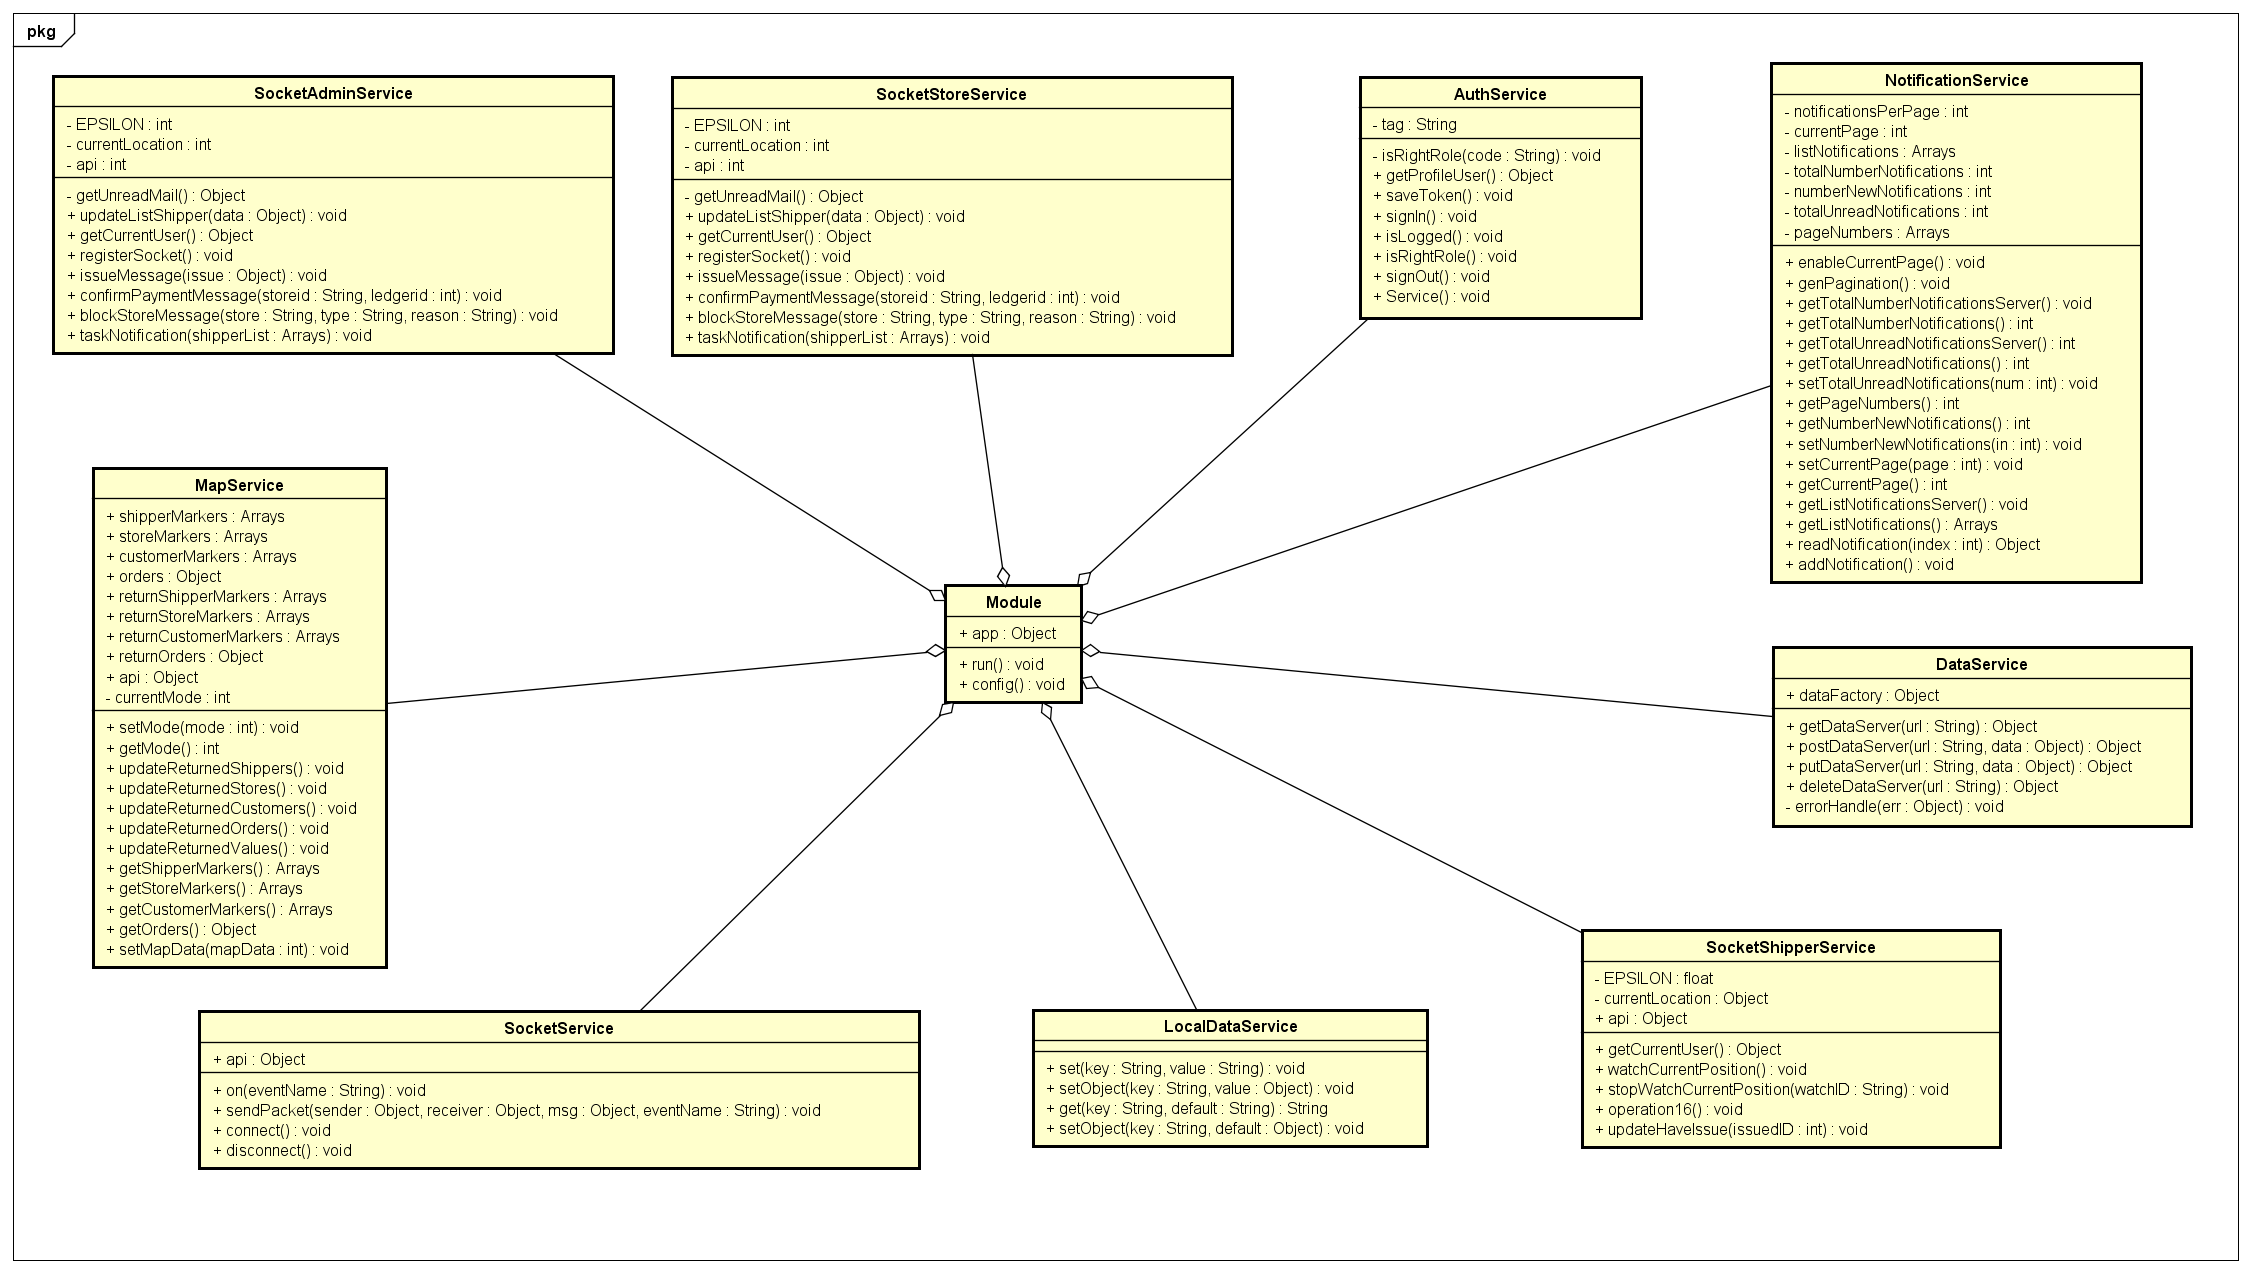 pkg
SocketAdminService
- EPSILON : int
- currentLocation : int
- api : int
- getUnreadMail() : Object
+ updateListShipper(data : Object) : void
+ getCurrentUser() : Object
+ registerSocket() : void
+ issueMessage(issue : Object) : void
+ confirmPaymentMessage(storeid : String, ledgerid : int) : void
+ blockStoreMessage(store : String, type : String, reason : String) : void
+ taskNotification(shipperList : Arrays) : void
SocketStoreService
- EPSILON : int
- currentLocation : int
- api : int
- getUnreadMail() : Object
+ updateListShipper(data : Object) : void
+ getCurrentUser() : Object
+ registerSocket() : void
+ issueMessage(issue : Object) : void
+ confirmPaymentMessage(storeid : String, ledgerid : int) : void
+ blockStoreMessage(store : String, type : String, reason : String) : void
+ taskNotification(shipperList : Arrays) : void
AuthService
- tag : String
- isRightRole(code : String) : void
+ getProfileUser() : Object
+ saveToken() : void
+ signIn() : void
+ isLogged() : void
+ isRightRole() : void
+ signOut() : void
+ Service() : void
NotificationService
- notificationsPerPage : int
- currentPage : int
- listNotifications : Arrays
- totalNumberNotifications : int
- numberNewNotifications : int
- totalUnreadNotifications : int
- pageNumbers : Arrays
+ enableCurrentPage() : void
+ genPagination() : void
+ getTotalNumberNotificationsServer() : void
+ getTotalNumberNotifications() : int
+ getTotalUnreadNotificationsServer() : int
+ getTotalUnreadNotifications() : int
+ setTotalUnreadNotifications(num : int) : void
+ getPageNumbers() : int
+ getNumberNewNotifications() : int
+ setNumberNewNotifications(in : int) : void
+ setCurrentPage(page : int) : void
+ getCurrentPage() : int
+ getListNotificationsServer() : void
+ getListNotifications() : Arrays
+ readNotification(index : int) : Object
+ addNotification() : void
MapService
+ shipperMarkers : Arrays
+ storeMarkers : Arrays
+ customerMarkers : Arrays
+ orders : Object
+ returnShipperMarkers : Arrays
+ returnStoreMarkers : Arrays
+ returnCustomerMarkers : Arrays
+ returnOrders : Object
+ api : Object
- currentMode : int
+ setMode(mode : int) : void
+ getMode() : int
+ updateReturnedShippers() : void
+ updateReturnedStores() : void
+ updateReturnedCustomers() : void
+ updateReturnedOrders() : void
+ updateReturnedValues() : void
+ getShipperMarkers() : Arrays
+ getStoreMarkers() : Arrays
+ getCustomerMarkers() : Arrays
+ getOrders() : Object
+ setMapData(mapData : int) : void
Module
+ app : Object
+ run() : void
+ config() : void
DataService
+ dataFactory : Object
+ getDataServer(url : String) : Object
+ postDataServer(url : String, data : Object) : Object
+ putDataServer(url : String, data : Object) : Object
+ deleteDataServer(url : String) : Object
- errorHandle(err : Object) : void
SocketService
+ api : Object
+ on(eventName : String) : void
+ sendPacket(sender : Object, receiver : Object, msg : Object, eventName : String) : void
+ connect() : void
+ disconnect() : void
LocalDataService
+ set(key : String, value : String) : void
+ setObject(key : String, value : Object) : void
+ get(key : String, default : String) : String
+ setObject(key : String, default : Object) : void
SocketShipperService
- EPSILON : float
- currentLocation : Object
+ api : Object
+ getCurrentUser() : Object
+ watchCurrentPosition() : void
+ stopWatchCurrentPosition(watchID : String) : void
+ operation16() : void
+ updateHaveIssue(issuedID : int) : void